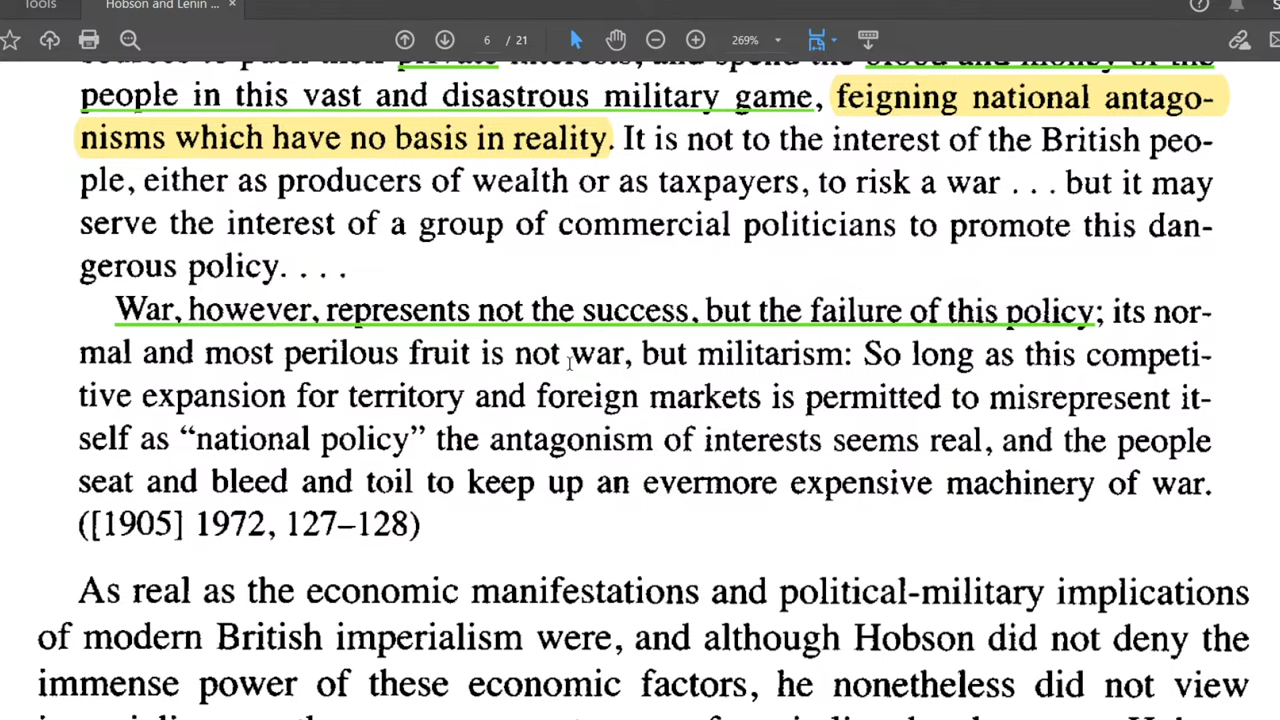 Tools
Hobson and Lenin ... ×
6 / 21
269%
people in this vast and disastrous military game, feigning national antago-
nisms which have no basis in reality. It is not to the interest of the British peo-
ple, either as producers of wealth or as taxpayers, to risk a war . . . but it may
serve the interest of a group of commercial politicians to promote this dan-
gerous policy. . . .
War, however, represents not the success, but the failure of this policy; its nor-
mal and most perilous fruit is not war, but militarism: So long as this competi-
tive expansion for territory and foreign markets is permitted to misrepresent it-
self as “national policy” the antagonism of interests seems real, and the people
seat and bleed and toil to keep up an evermore expensive machinery of war.
([1905] 1972, 127–128)
As real as the economic manifestations and political-military implications
of modern British imperialism were, and although Hobson did not deny the
immense power of these economic factors, he nonetheless did not view